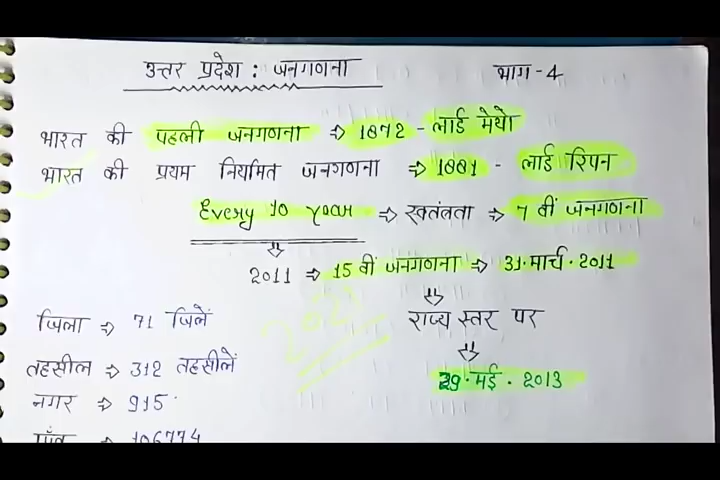 उत्तर प्रदेश : जनगणना भाग-4
भारत की पहली जनगणना ⇒ 1872 - लार्ड मेयो
भारत की प्रथम नियमित जनगणना ⇒ 1881 - लार्ड रिपन
Every 10 year ⇒ स्वतंत्रता ⇒ 7 वीं जनगणना
⇓
2011 ⇒ 15 वीं जनगणना ⇒ 31.मार्च.2011
⇓
जिला ⇒ 71 जिलें राज्य स्तर पर
तहसील ⇒ 312 तहसीलें ⇓
29.मई.2013
नगर ⇒ 915
गाँव ⇒ 106774